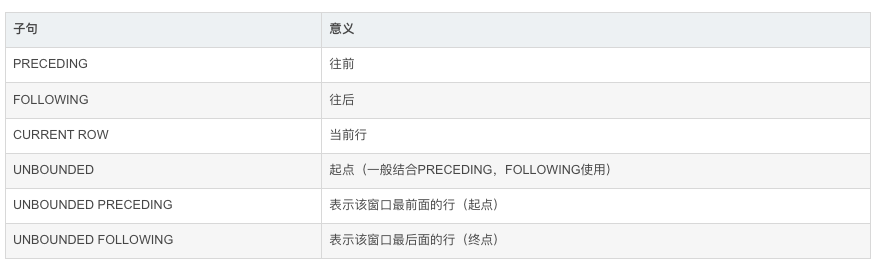 子句 意义
PRECEDING 往前
FOLLOWING 往后
CURRENT ROW 当前行
UNBOUNDED 起点（一般结合PRECEDING，FOLLOWING使用）
UNBOUNDED PRECEDING 表示该窗口最前面的行（起点）
UNBOUNDED FOLLOWING 表示该窗口最后面的行（终点）